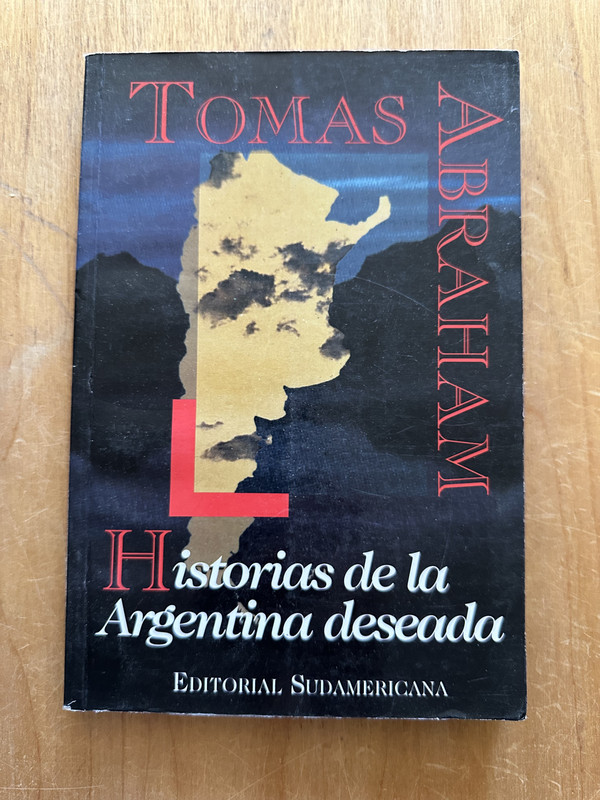 TOMAS
ABRAHAM
Historias de la
Argentina deseada
EDITORIAL SUDAMERICANA